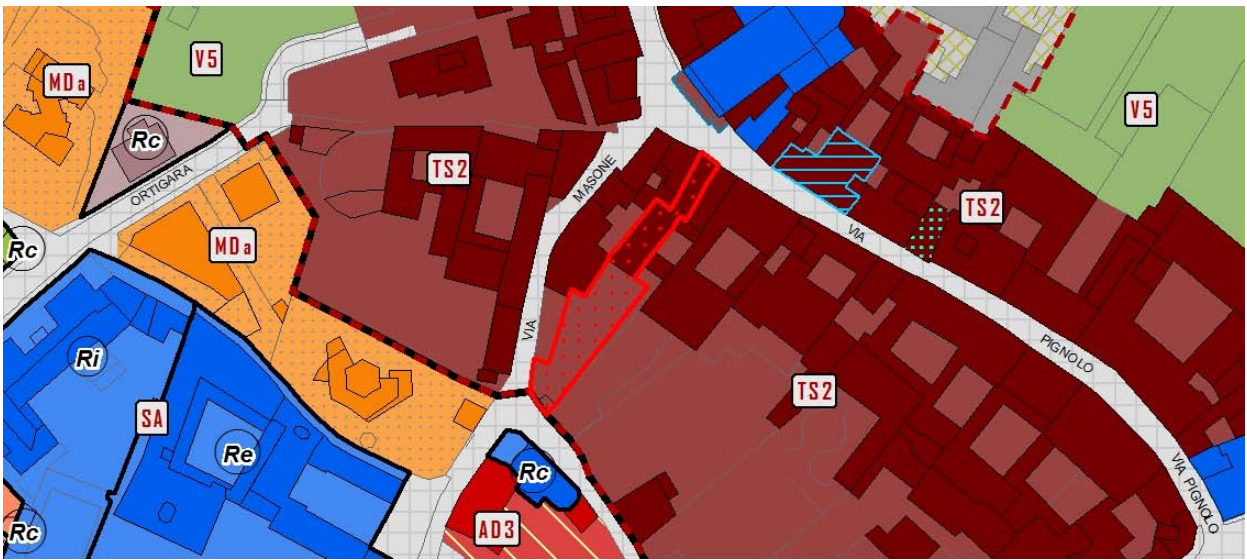 V5
MDa
Rc
V5
ORTIGARA
TS2
MASONE
TS2
Rc
MDa
VIA
VIA
PIGNOLO
Ri
TS2
SA
Re
Rc
VIA PIGNOLO
Rc
AD3